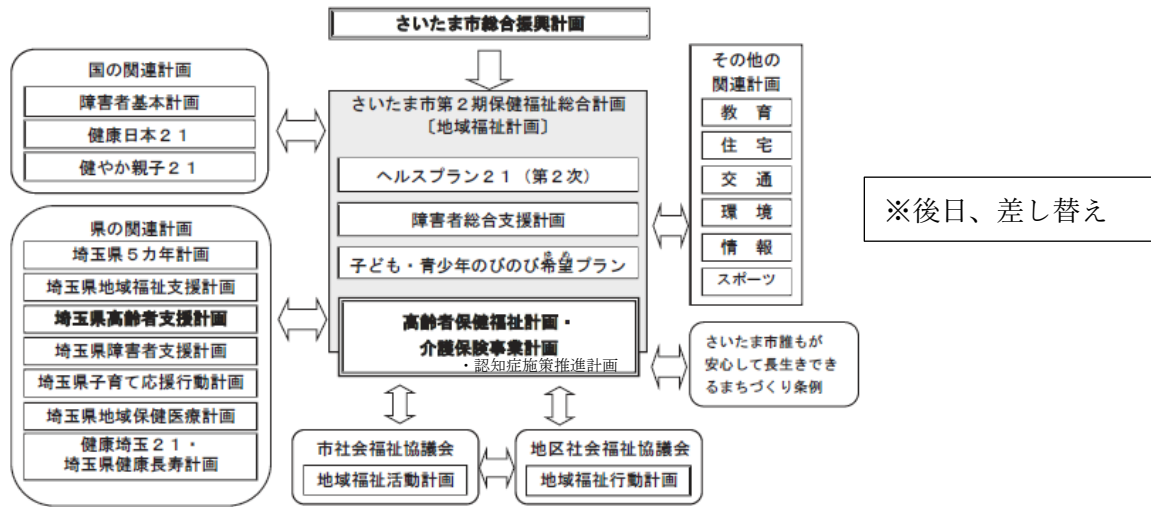 さいたま市総合振興計画
国の関連計画
障害者基本計画
健康日本２１
健やか親子２１
県の関連計画
埼玉県５カ年計画
埼玉県地域福祉支援計画
埼玉県高齢者支援計画
埼玉県障害者支援計画
埼玉県子育て応援行動計画
埼玉県地域保健医療計画
健康埼玉２１・
埼玉県健康長寿計画
さいたま市第２期保健福祉総合計画
〔地域福祉計画〕
ヘルスプラン２１（第２次）
障害者総合支援計画
ゆめ
子ども・青少年のびのび希望プラン
高齢者保健福祉計画・
介護保険事業計画
・認知症施策推進計画
その他の
関連計画
教 育
住 宅
交 通
環 境
情 報
スポーツ
さいたま市誰もが
安心して長生きでき
るまちづくり条例
市社会福祉協議会
地域福祉活動計画
地区社会福祉協議会
地域福祉行動計画
※後日、差し替え